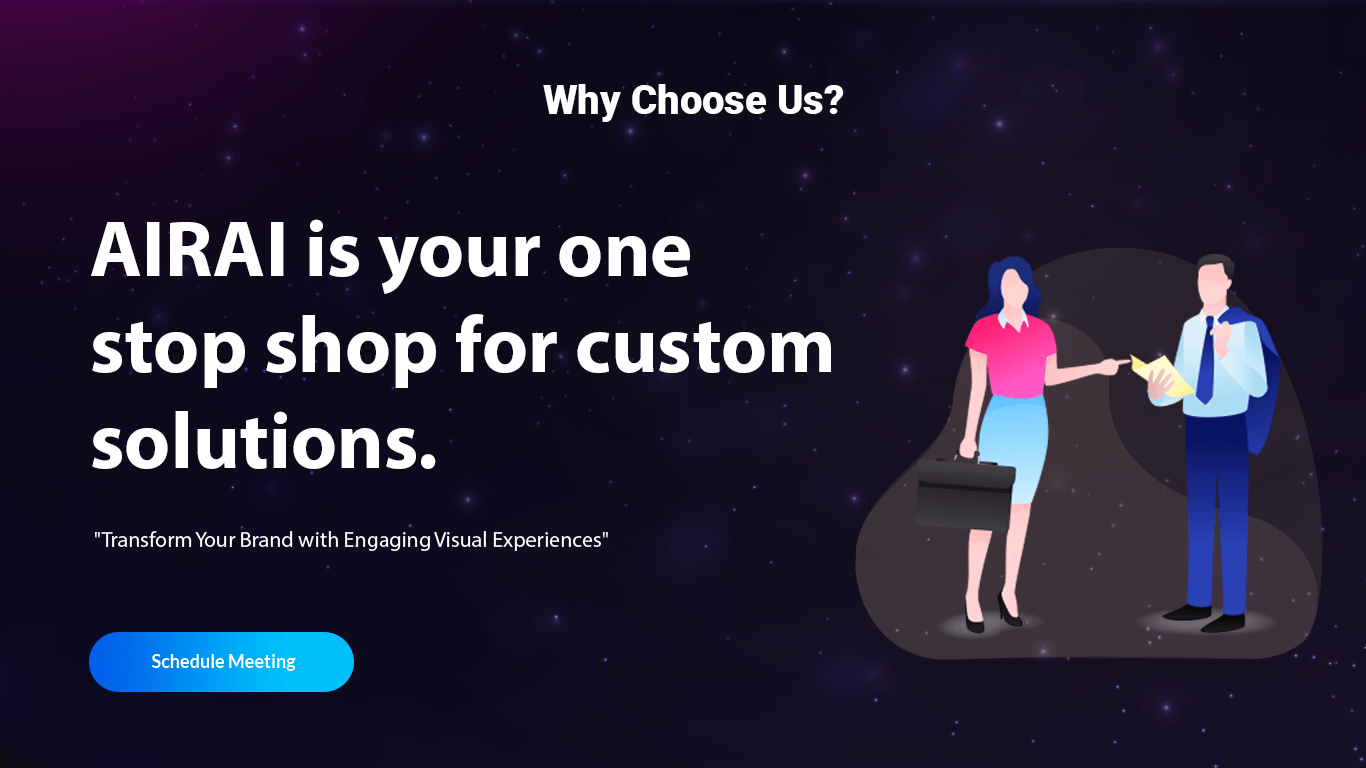 Why Choose Us?
AIRAI is your one
stop shop for custom
solutions.
"Transform Your Brand with Engaging Visual Experiences"
Schedule Meeting